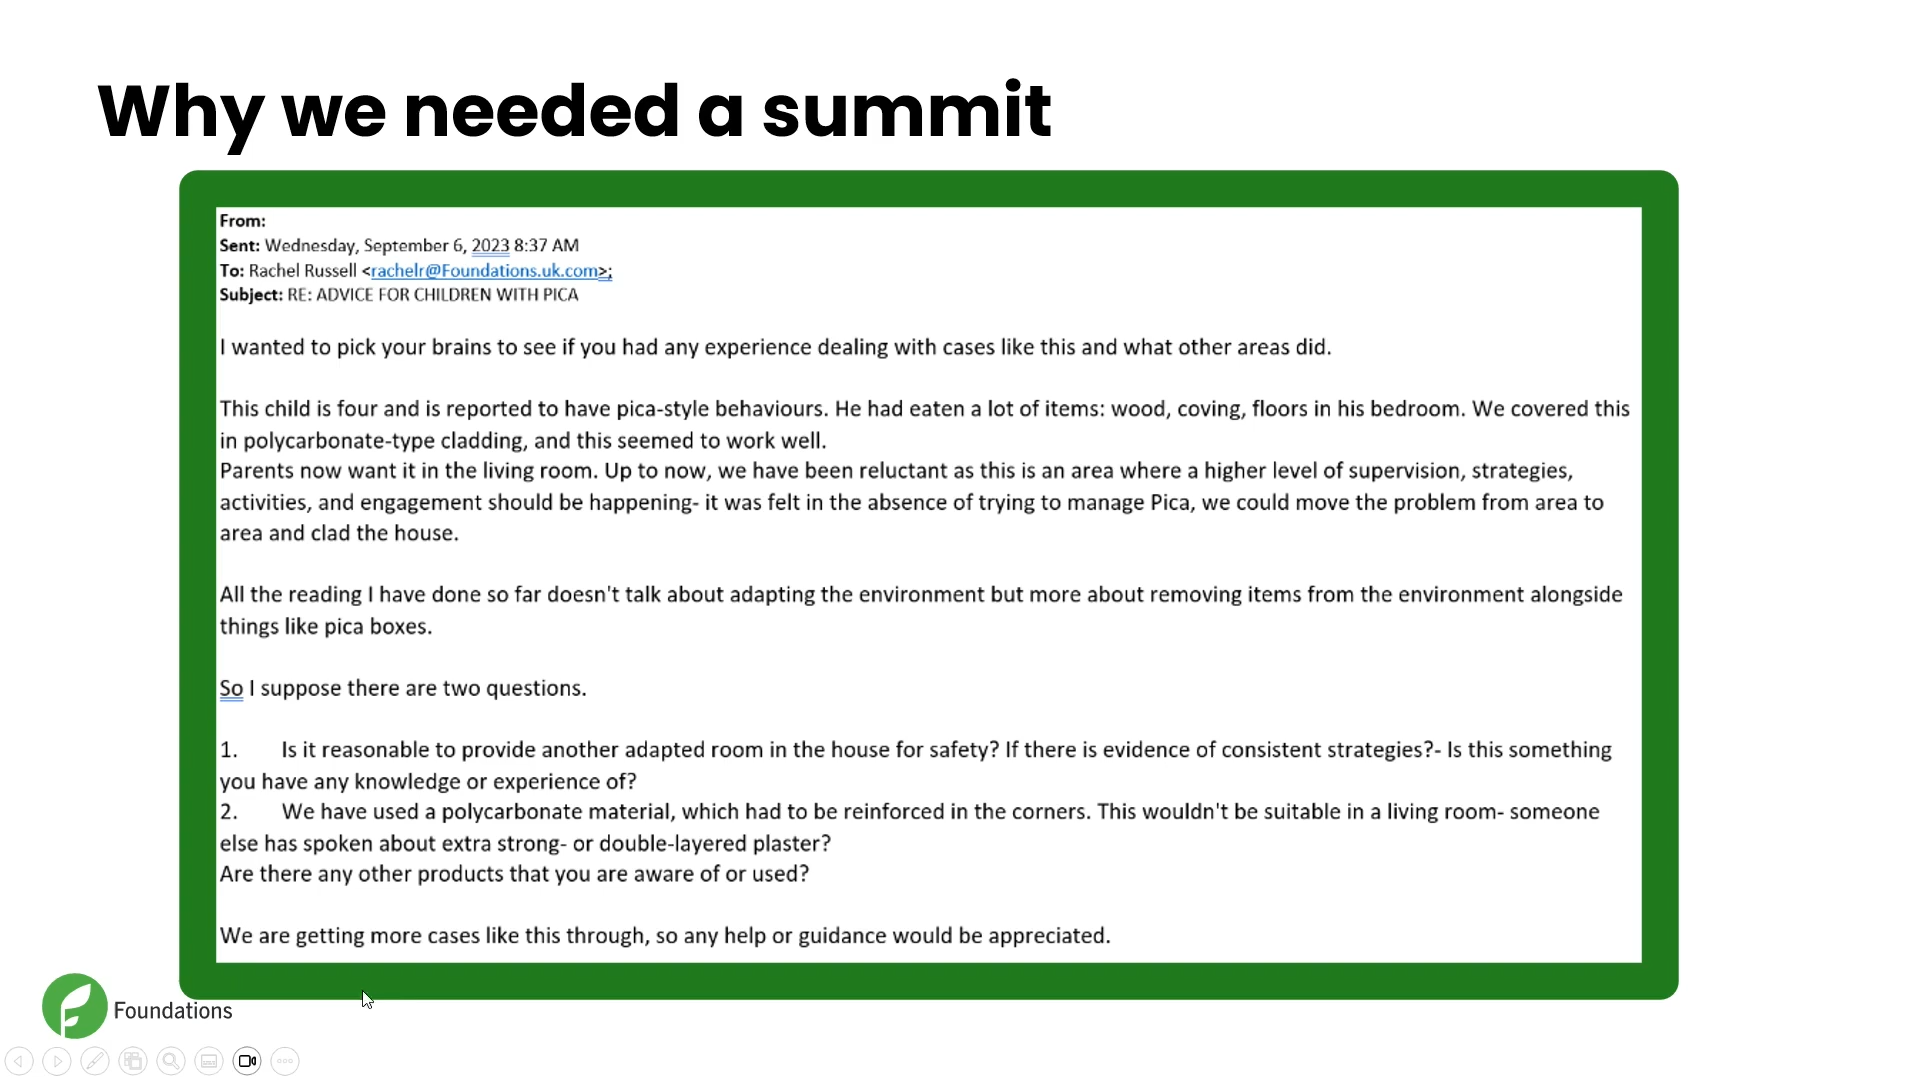 Why we needed a summit
From:
Sent: Wednesday, September 6, 2023 8:37 AM
To: Rachel Russell <rachelr@Foundations.uk.com>;
Subject: RE: ADVICE FOR CHILDREN WITH PICA
I wanted to pick your brains to see if you had any experience dealing with cases like this and what other areas did.
This child is four and is reported to have pica-style behaviours. He had eaten a lot of items: wood, coving, floors in his bedroom. We covered this
in polycarbonate-type cladding, and this seemed to work well.
Parents now want it in the living room. Up to now, we have been reluctant as this is an area where a higher level of supervision, strategies,
activities, and engagement should be happening- it was felt in the absence of trying to manage Pica, we could move the problem from area to
area and clad the house.
All the reading I have done so far doesn't talk about adapting the environment but more about removing items from the environment alongside
things like pica boxes.
So I suppose there are two questions.
1. Is it reasonable to provide another adapted room in the house for safety? If there is evidence of consistent strategies?- Is this something
you have any knowledge or experience of?
2. We have used a polycarbonate material, which had to be reinforced in the corners. This wouldn't be suitable in a living room- someone
else has spoken about extra strong- or double-layered plaster?
Are there any other products that you are aware of or used?
We are getting more cases like this through, so any help or guidance would be appreciated.
Foundations